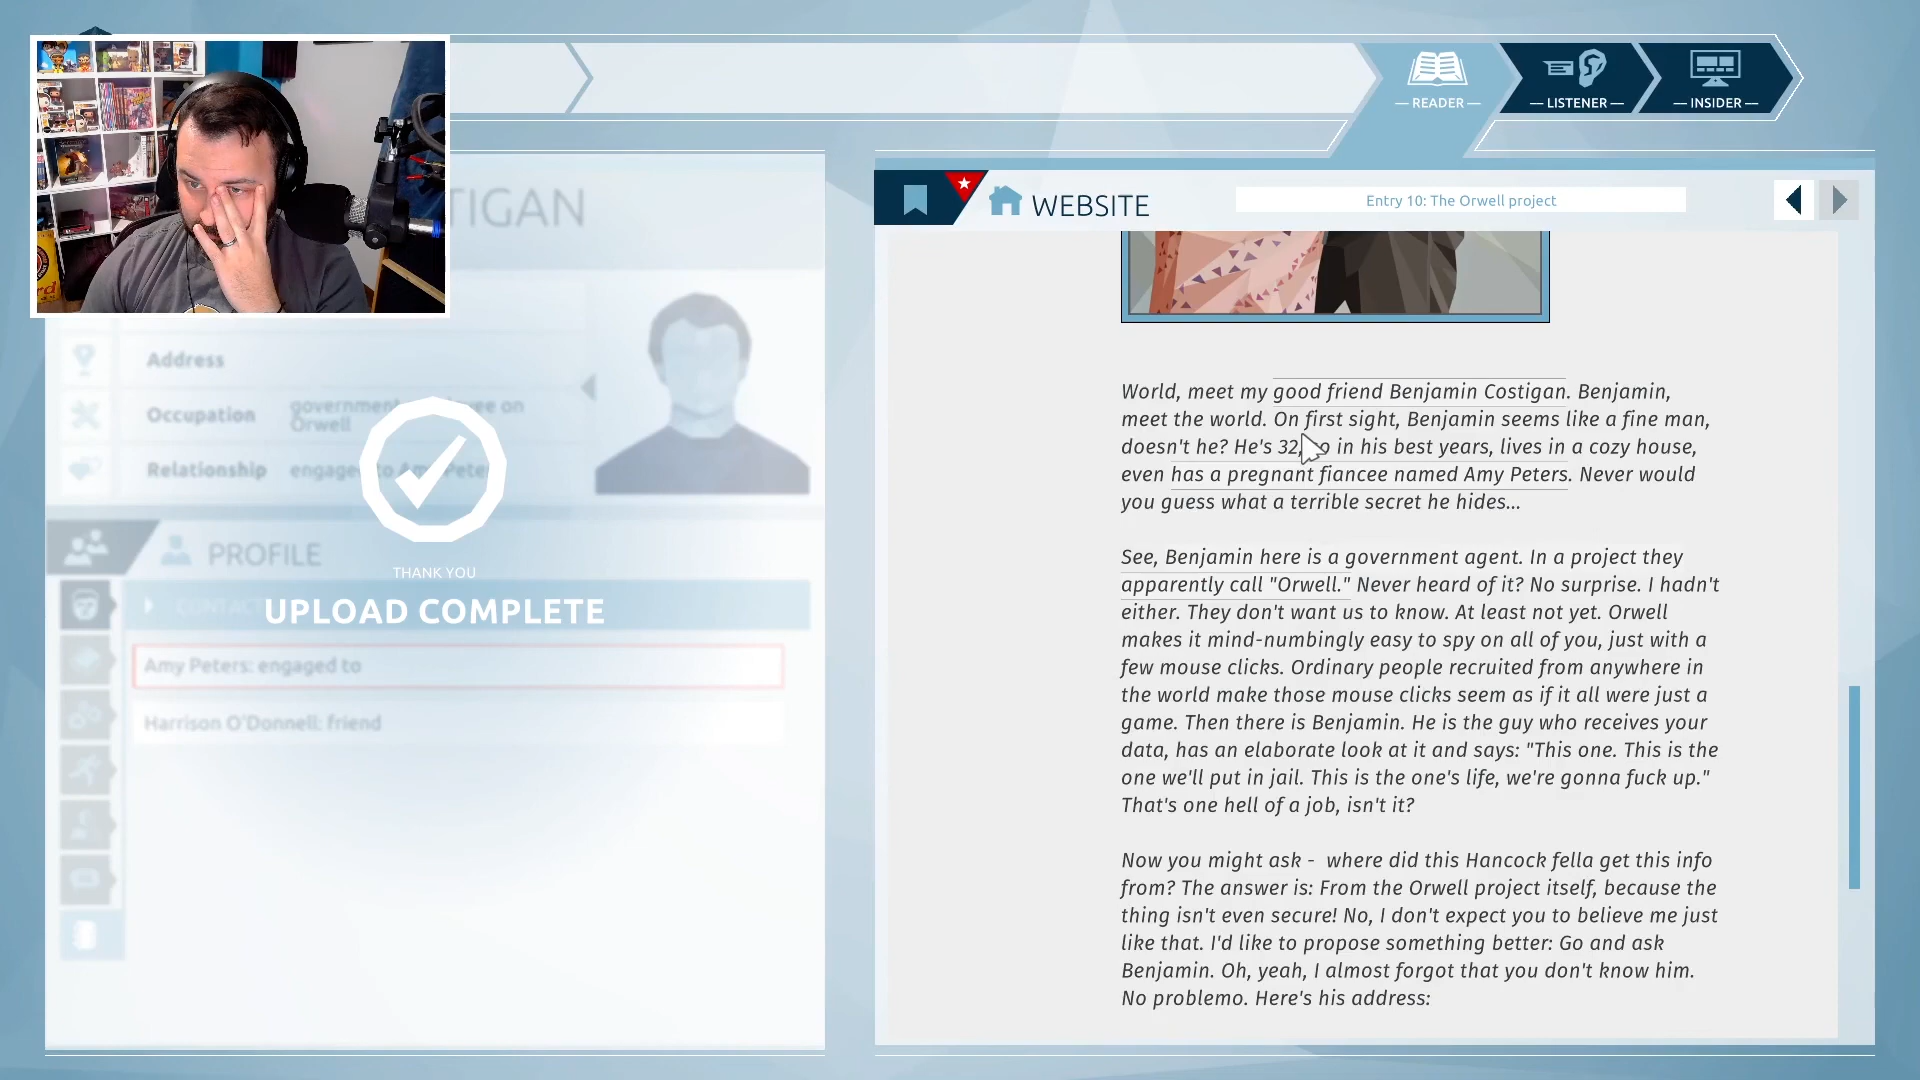 READER
LISTENER
INSIDER
TIGAN
WEBSITE
Entry 10: The Orwell project
Address
Occupation
government
ee on
Orwell
Relationship
engaged to Amy Peters
PROFILE
THANK YOU
UPLOAD COMPLETE
Amy Peters: engaged to
Harrison O'Donnell: friend
World, meet my good friend Benjamin Costigan. Benjamin,
meet the world. On first sight, Benjamin seems like a fine man,
doesn't he? He's 32, so in his best years, lives in a cozy house,
even has a pregnant fiancee named Amy Peters. Never would
you guess what a terrible secret he hides...
See, Benjamin here is a government agent. In a project they
apparently call "Orwell." Never heard of it? No surprise. I hadn't
either. They don't want us to know. At least not yet. Orwell
makes it mind-numbingly easy to spy on all of you, just with a
few mouse clicks. Ordinary people recruited from anywhere in
the world make those mouse clicks seem as if it all were just a
game. Then there is Benjamin. He is the guy who receives your
data, has an elaborate look at it and says: "This one. This is the
one we'll put in jail. This is the one's life, we're gonna fuck up."
That's one hell of a job, isn't it?
Now you might ask - where did this Hancock fella get this info
from? The answer is: From the Orwell project itself, because the
thing isn't even secure! No, I don't expect you to believe me just
like that. I'd like to propose something better: Go and ask
Benjamin. Oh, yeah, I almost forgot that you don't know him.
No problemo. Here's his address: